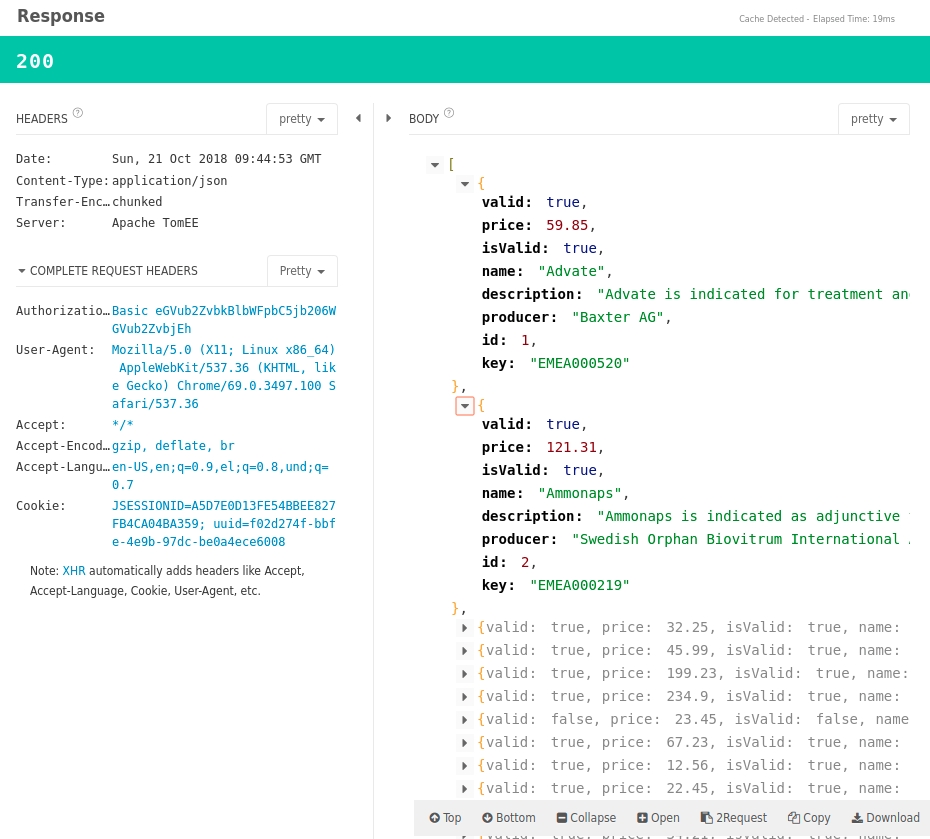 Response
Cache Detected - Elapsed Time: 19ms
200
HEADERS ? pretty
Date: Sun, 21 Oct 2018 09:44:53 GMT
Content-Type: application/json
Transfer-Enc… chunked
Server: Apache TomEE
COMPLETE REQUEST HEADERS Pretty
Authorizatio… Basic eGVub2ZvbkBlbWFpbC5jb206W
GVub2ZvbjEh
User-Agent: Mozilla/5.0 (X11; Linux x86_64)
AppleWebKit/537.36 (KHTML, lik
e Gecko) Chrome/69.0.3497.100 S
afari/537.36
Accept: */*
Accept-Encod… gzip, deflate, br
Accept-Langu… en-US,en;q=0.9,el;q=0.8,und;q=
0.7
Cookie: JSESSIONID=A5D7E0D13FE54BBEE827
FB4CA04BA359; uuid=f02d274f-bbf
e-4e9b-97dc-be0a4ece6008
Note: XHR automatically adds headers like Accept,
Accept-Language, Cookie, User-Agent, etc.
BODY ? pretty
[
{
valid: true,
price: 59.85,
isValid: true,
name: "Advate",
description: "Advate is indicated for treatment an
producer: "Baxter AG",
id: 1,
key: "EMEA000520"
},
{
valid: true,
price: 121.31,
isValid: true,
name: "Ammonaps",
description: "Ammonaps is indicated as adjunctive
producer: "Swedish Orphan Biovitrum International
id: 2,
key: "EMEA000219"
},
{valid: true, price: 32.25, isValid: true, name:
{valid: true, price: 45.99, isValid: true, name:
{valid: true, price: 199.23, isValid: true, name:
{valid: true, price: 234.9, isValid: true, name:
{valid: false, price: 23.45, isValid: false, name
{valid: true, price: 67.23, isValid: true, name:
{valid: true, price: 12.56, isValid: true, name:
{valid: true, price: 22.45, isValid: true, name:
Top Bottom Collapse Open 2Request Copy Download